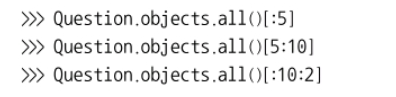 >>> Question.objects.all()[:5]
>>> Question.objects.all()[5:10]
>>> Question.objects.all()[:10:2]